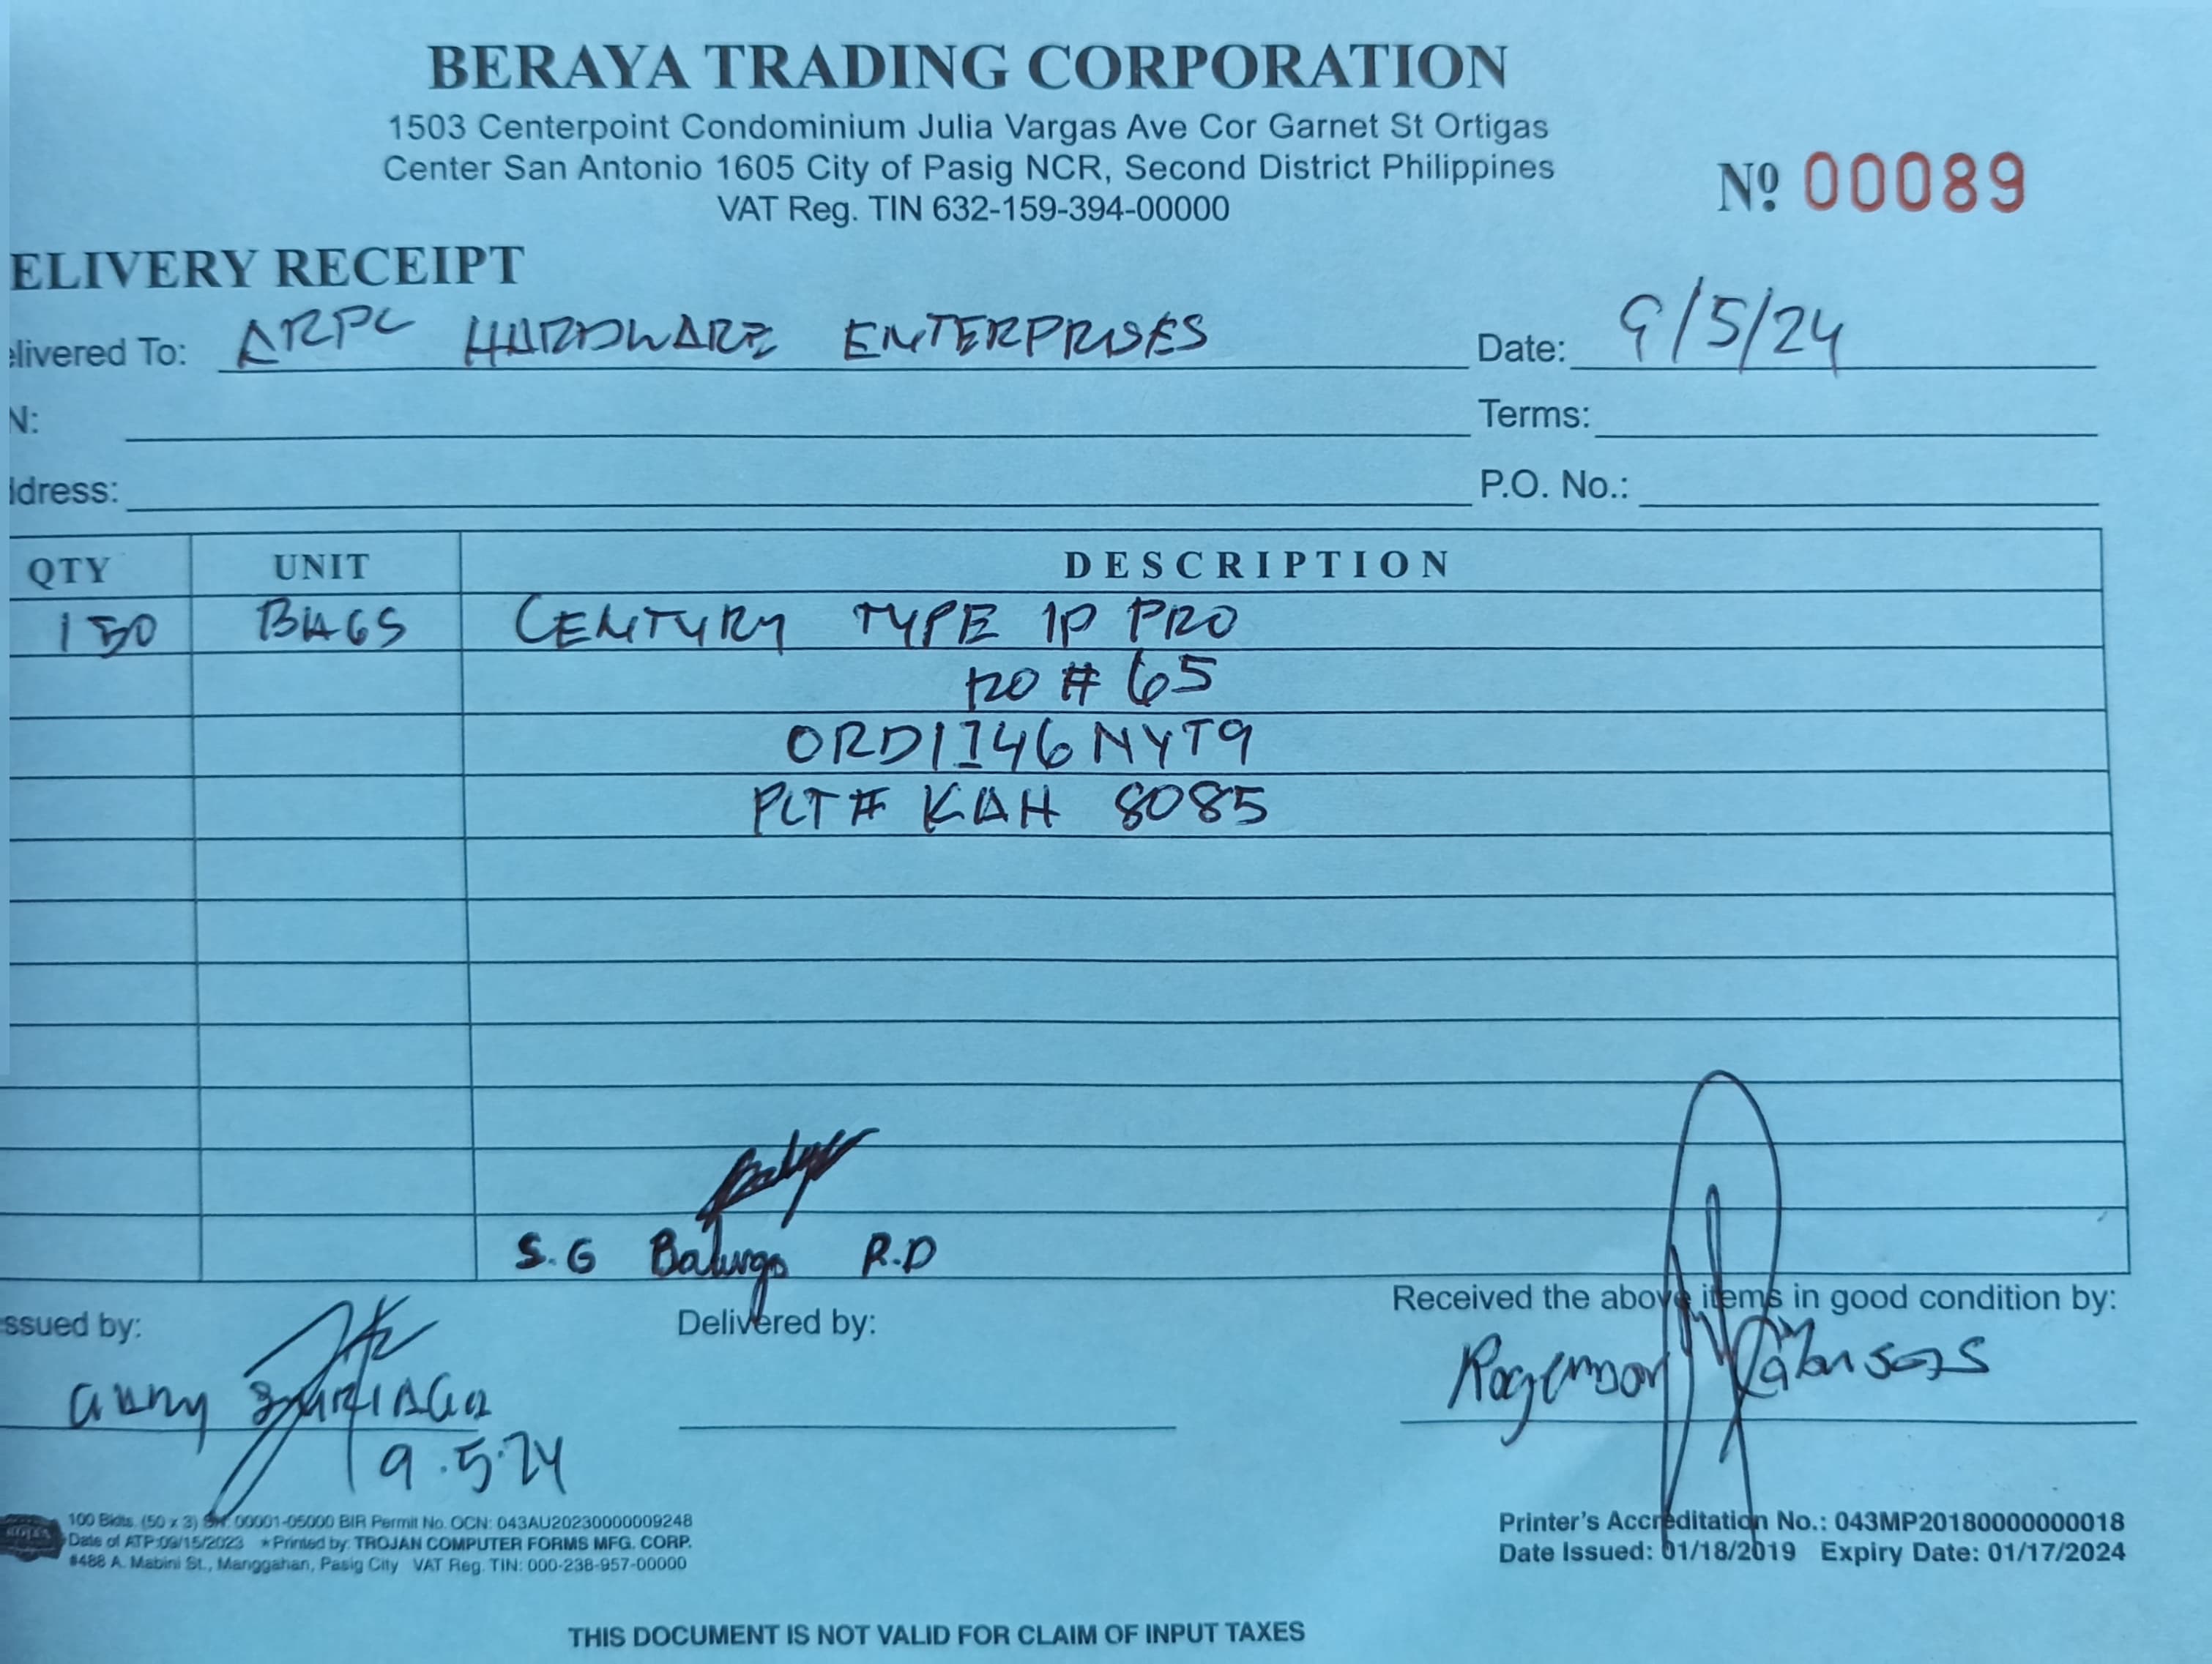 BERAYA TRADING CORPORATION
1503 Centerpoint Condominium Julia Vargas Ave Cor Garnet St Ortigas
Center San Antonio 1605 City of Pasig NCR, Second District Philippines
VAT Reg. TIN 632-159-394-00000
Nº 00089
ELIVERY RECEIPT
elivered To: ARPC HARDWARE ENTERPRISES Date: 9/5/24
N: Terms:
ddress: P.O. No.:
QTY UNIT DESCRIPTION
150 BAGS CENTURY TYPE 1P PRO
# 65
ORD1146NYT9
PLT# KAH 8085
S.G R.D
ssued by: Delivered by: Received the above items in good condition by:
9.5.24
100 Bklts. (50 x 3) 00001-05000 BIR Permit No. OCN: 043AU20230000009248
Date of ATP:09/15/2023 * Printed by: TROJAN COMPUTER FORMS MFG. CORP.
#488 A. Mabini St., Manggahan, Pasig City VAT Reg. TIN: 000-238-957-00000
Printer's Accreditation No.: 043MP20180000000018
Date Issued: 01/18/2019 Expiry Date: 01/17/2024
THIS DOCUMENT IS NOT VALID FOR CLAIM OF INPUT TAXES